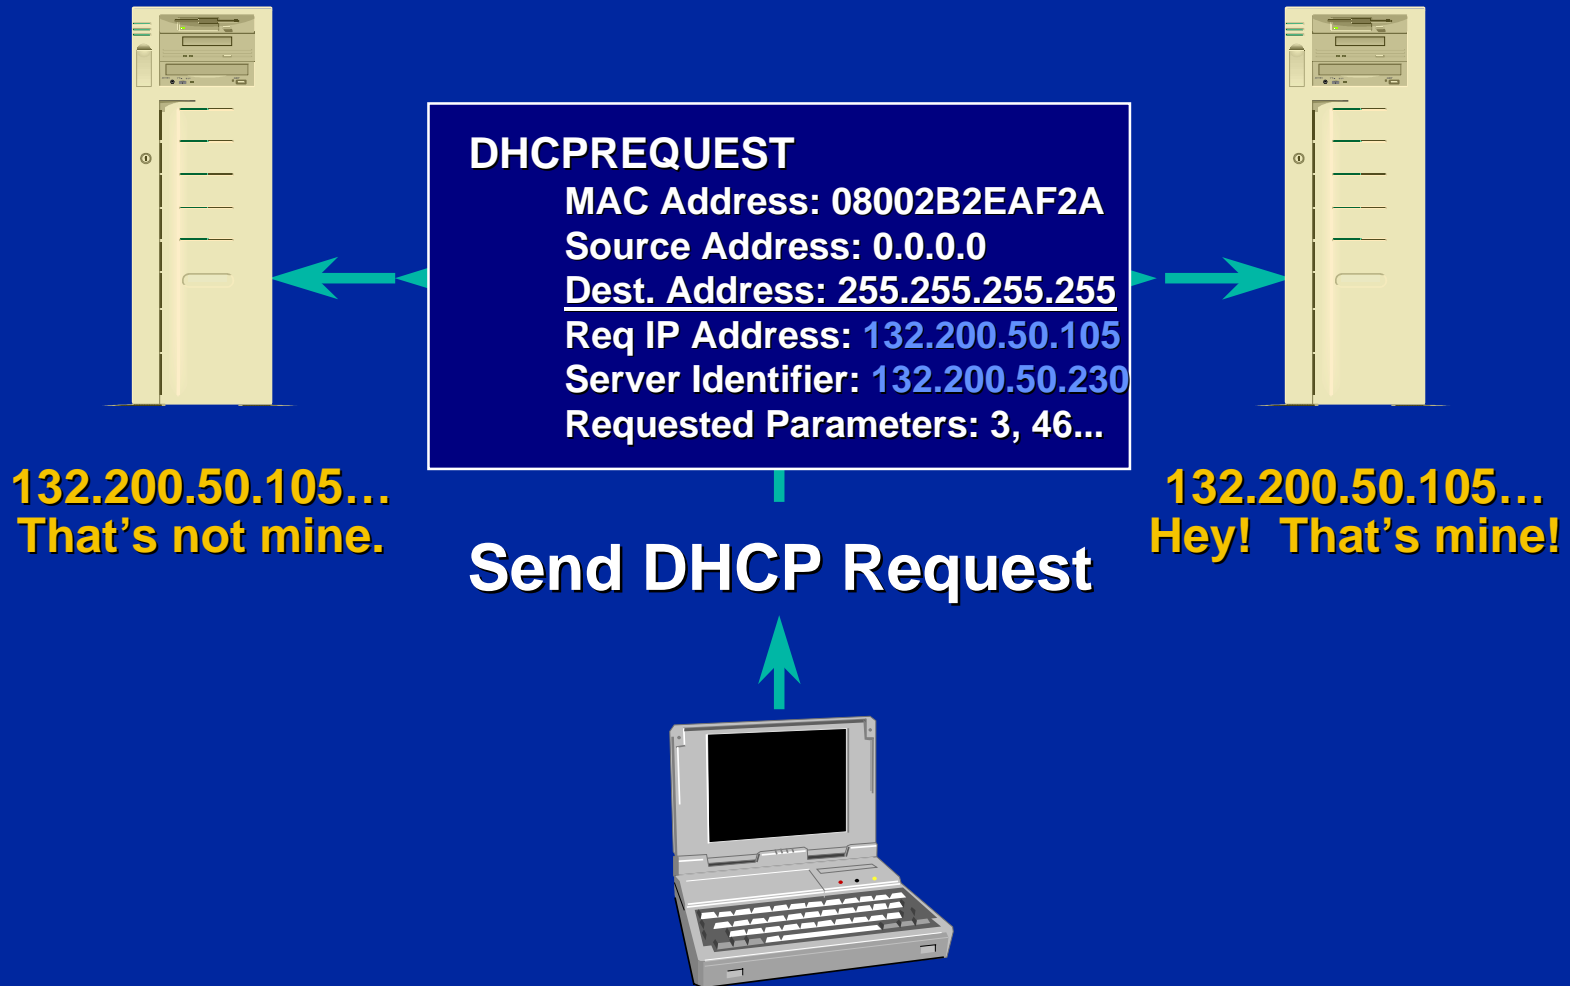 DHCPREQUEST
MAC Address: 08002B2EAF2A
Source Address: 0.0.0.0
Dest. Address: 255.255.255.255
Req IP Address: 132.200.50.105
Server Identifier: 132.200.50.230
Requested Parameters: 3, 46...
132.200.50.105…
That’s not mine.
132.200.50.105…
Hey!  That’s mine!
Send DHCP Request